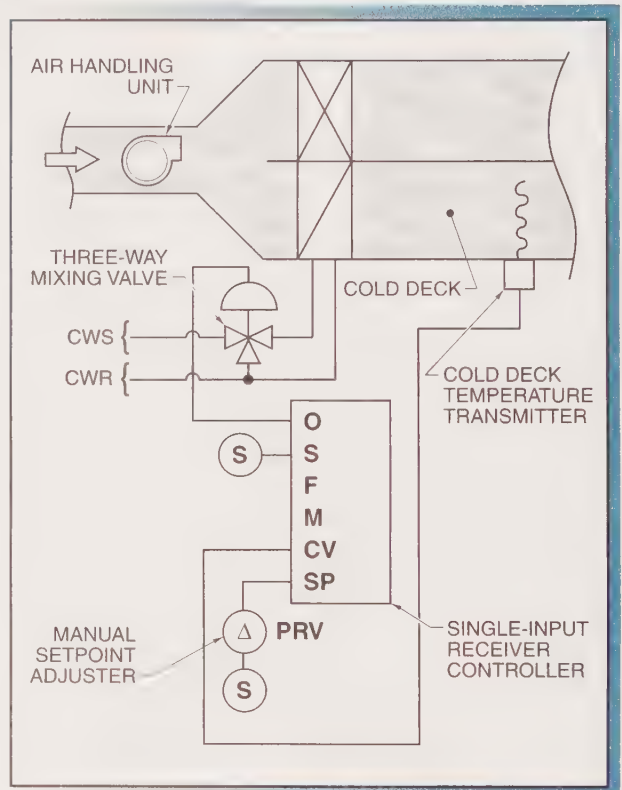 AIR HANDLING
UNIT
THREE-WAY
MIXING VALVE
COLD DECK
CWS
CWR
COLD DECK
TEMPERATURE
TRANSMITTER
O
S
S
F
M
CV
SP
MANUAL
SETPOINT
ADJUSTER
Δ
PRV
S
SINGLE-INPUT
RECEIVER
CONTROLLER